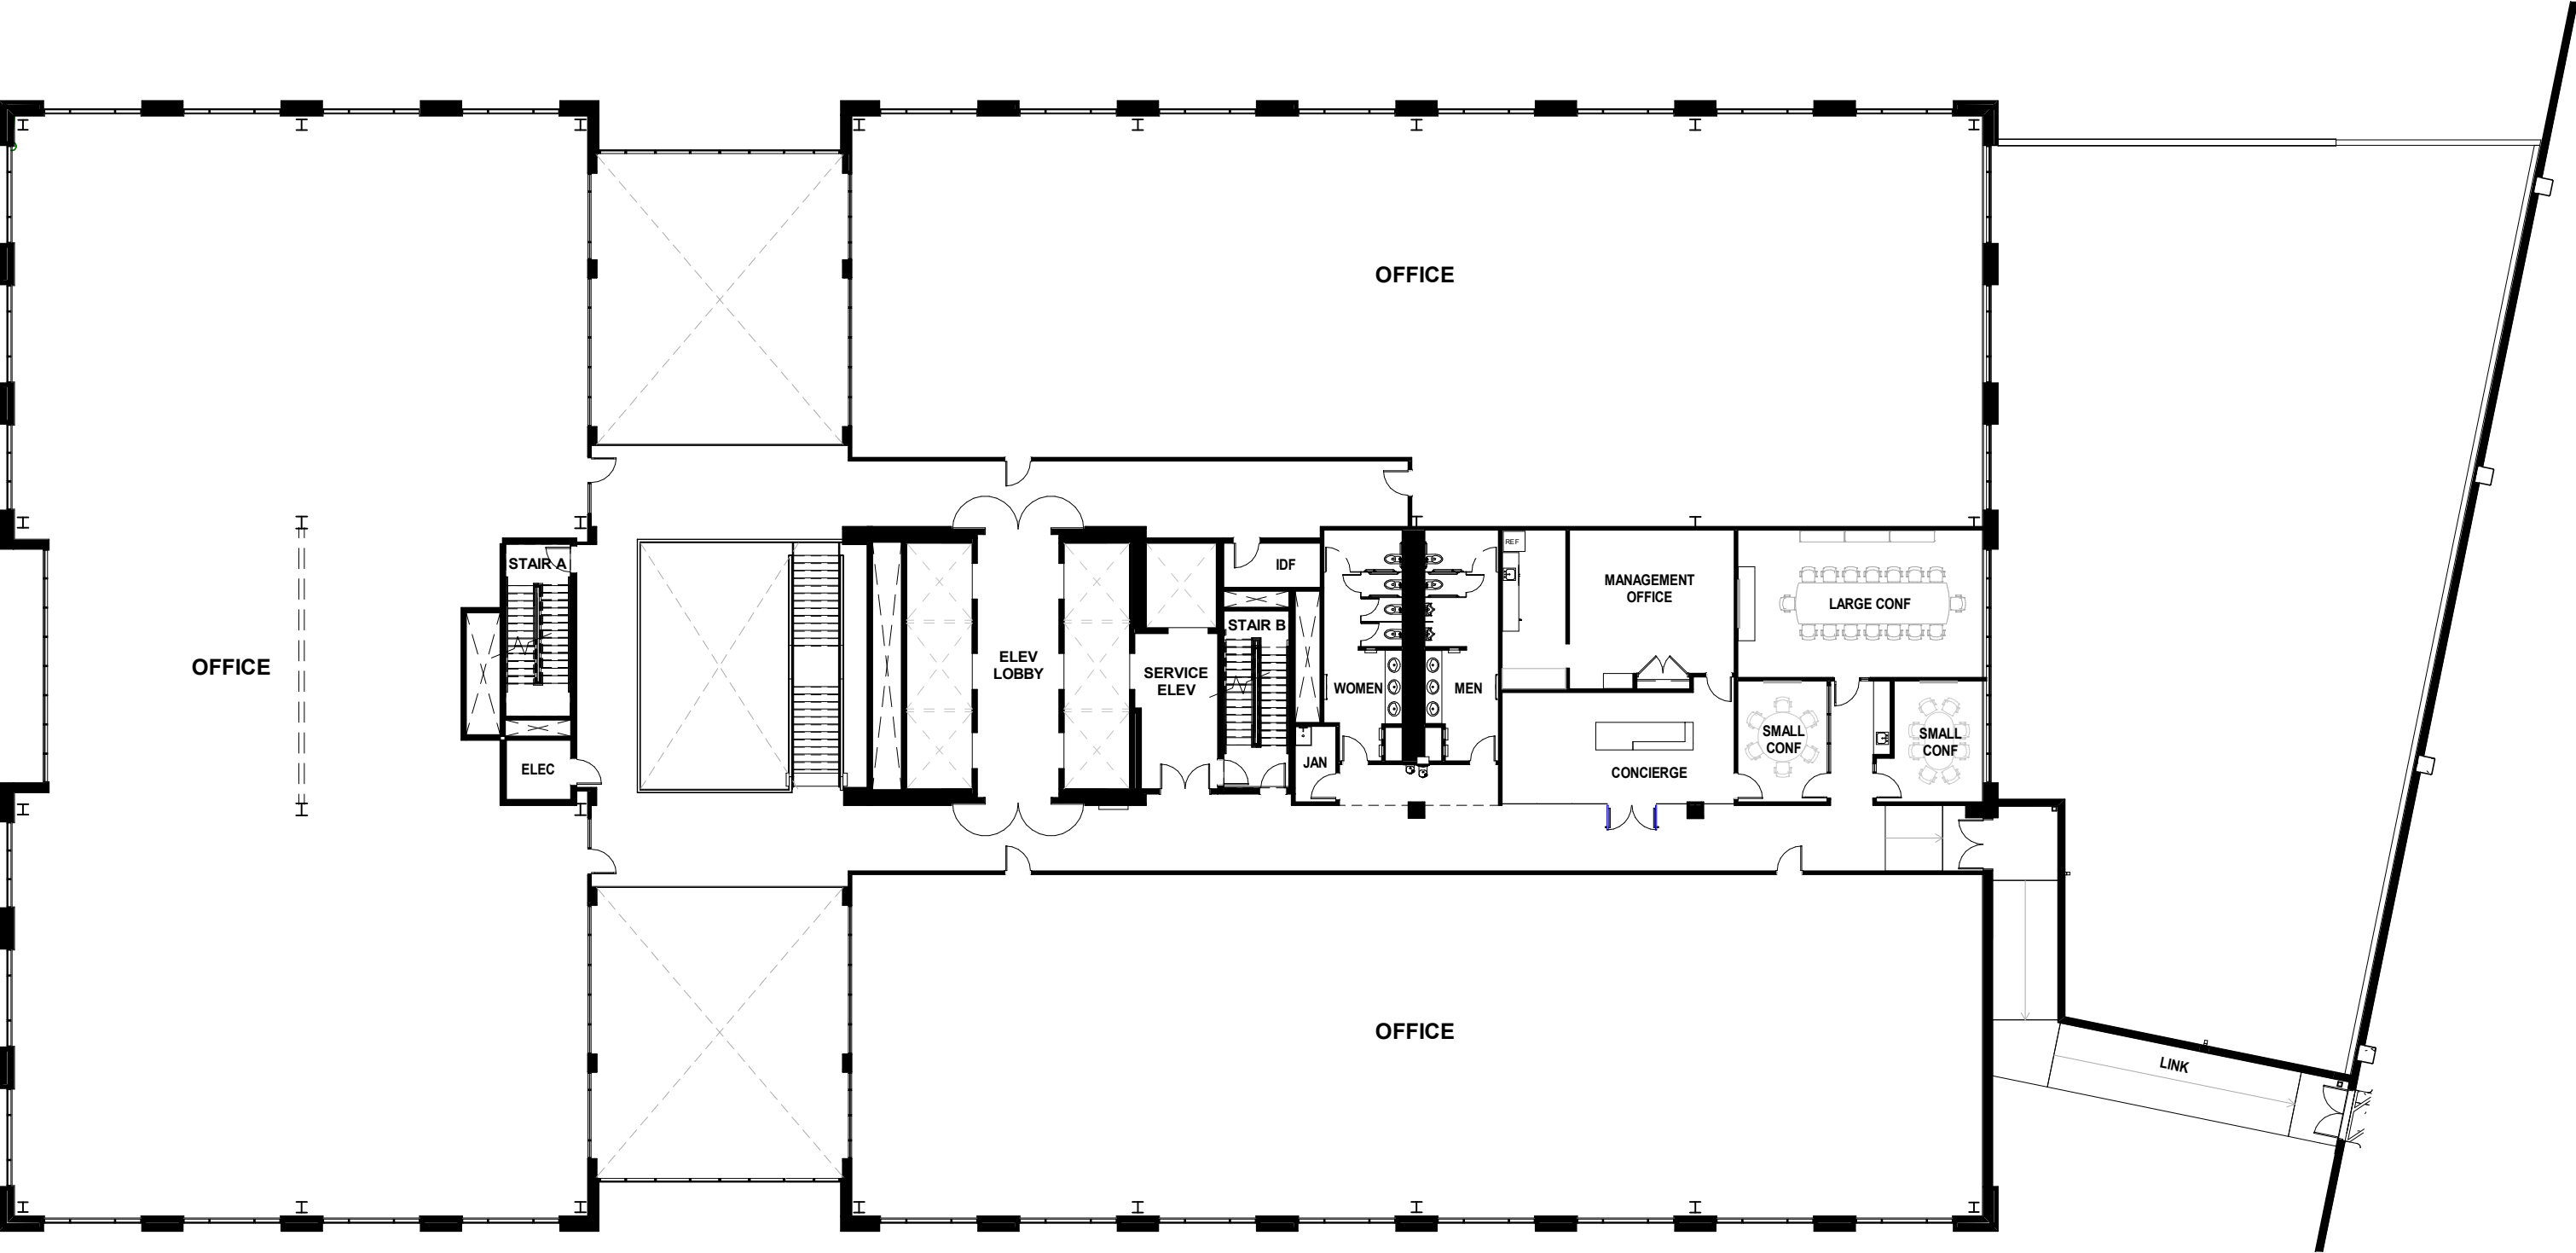 OFFICE
REF
STAIR A
IDF
MANAGEMENT
OFFICE
LARGE CONF
STAIR B
OFFICE
ELEV
LOBBY
SERVICE
ELEV
WOMEN
MEN
SMALL
CONF
SMALL
CONF
ELEC
JAN
CONCIERGE
OFFICE
LINK